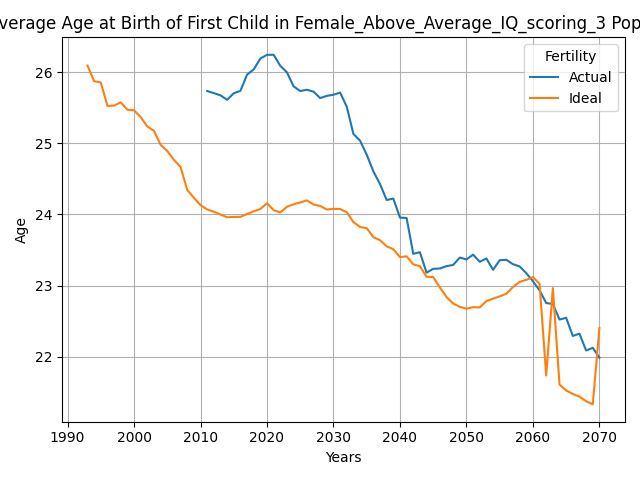 verage Age at Birth of First Child in Female_Above_Average_IQ_scoring_3 Pop
Fertility
Actual
Ideal
26
25
24
23
22
Age
1990 2000 2010 2020 2030 2040 2050 2060 2070
Years